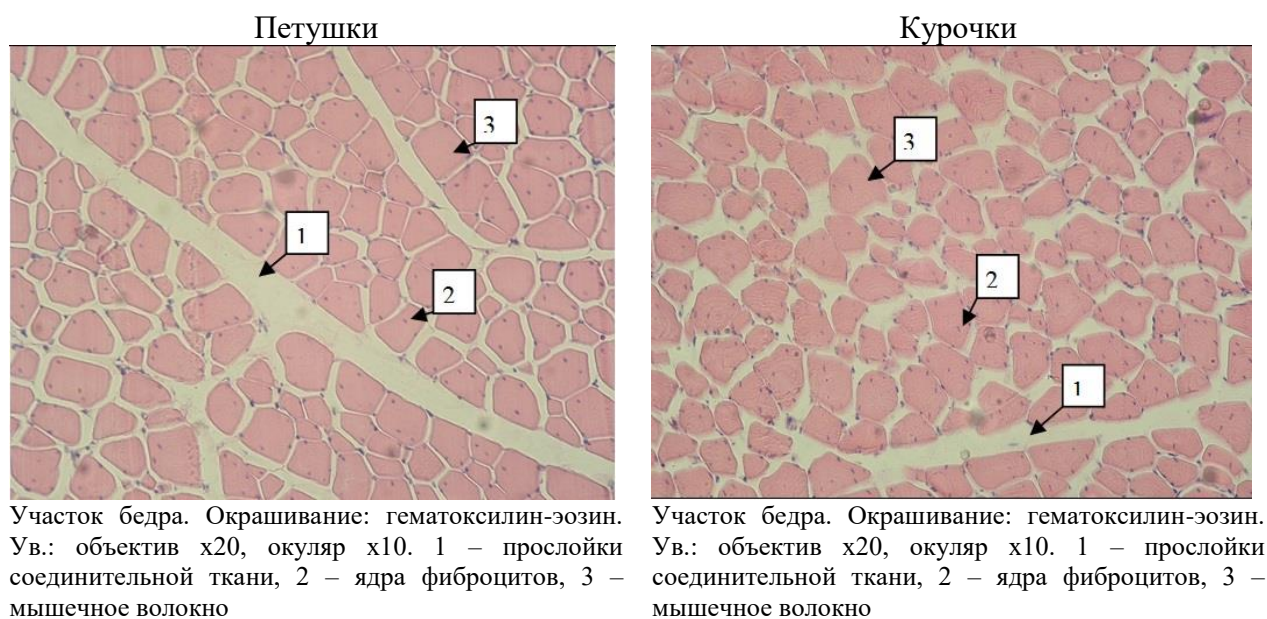 Петушки
3
1
2
Участок бедра. Окрашивание: гематоксилин-эозин.
Ув.: объектив х20, окуляр х10. 1 – прослойки
соединительной ткани, 2 – ядра фиброцитов, 3 –
мышечное волокно
Курочки
3
2
1
Участок бедра. Окрашивание: гематоксилин-эозин.
Ув.: объектив х20, окуляр х10. 1 – прослойки
соединительной ткани, 2 – ядра фиброцитов, 3 –
мышечное волокно